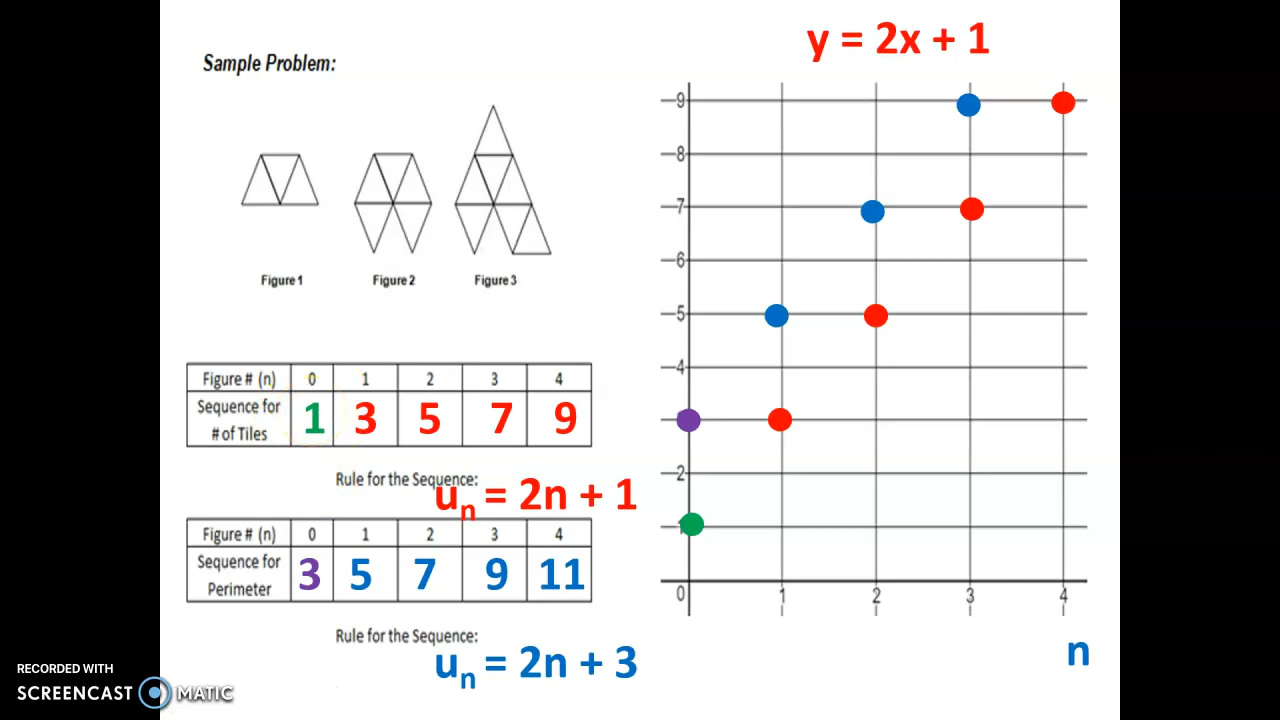 y = 2x + 1
Sample Problem:
Figure 1
Figure 2
Figure 3
Figure # (n) 0 1 2 3 4
Sequence for # of Tiles 1 3 5 7 9
Rule for the Sequence:
un = 2n + 1
Figure # (n) 0 1 2 3 4
Sequence for Perimeter 3 5 7 9 11
Rule for the Sequence:
un = 2n + 3
9
8
7
6
5
4
2
0 1 2 3 4
n
RECORDED WITH
SCREENCAST MATIC